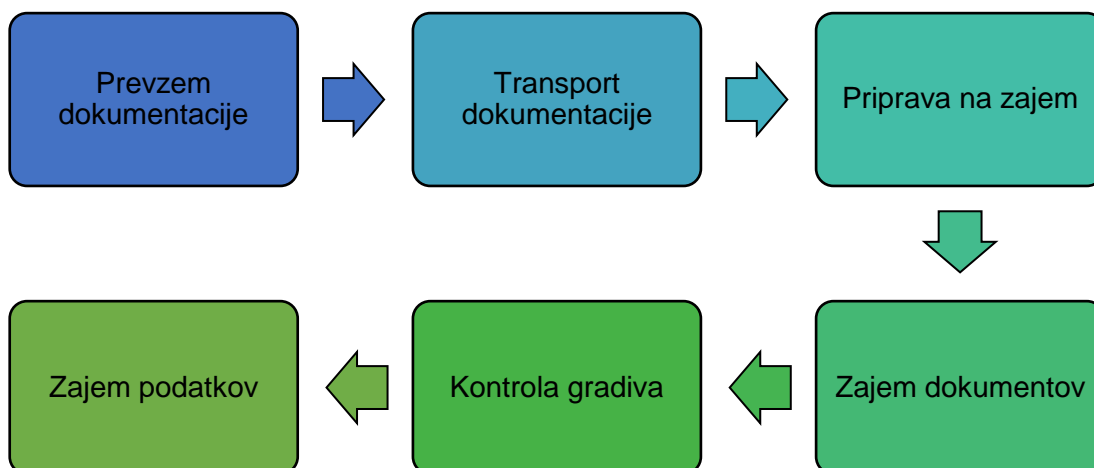 Prevzem
dokumentacije
Transport
dokumentacije
Priprava na zajem
Zajem dokumentov
Kontrola gradiva
Zajem podatkov